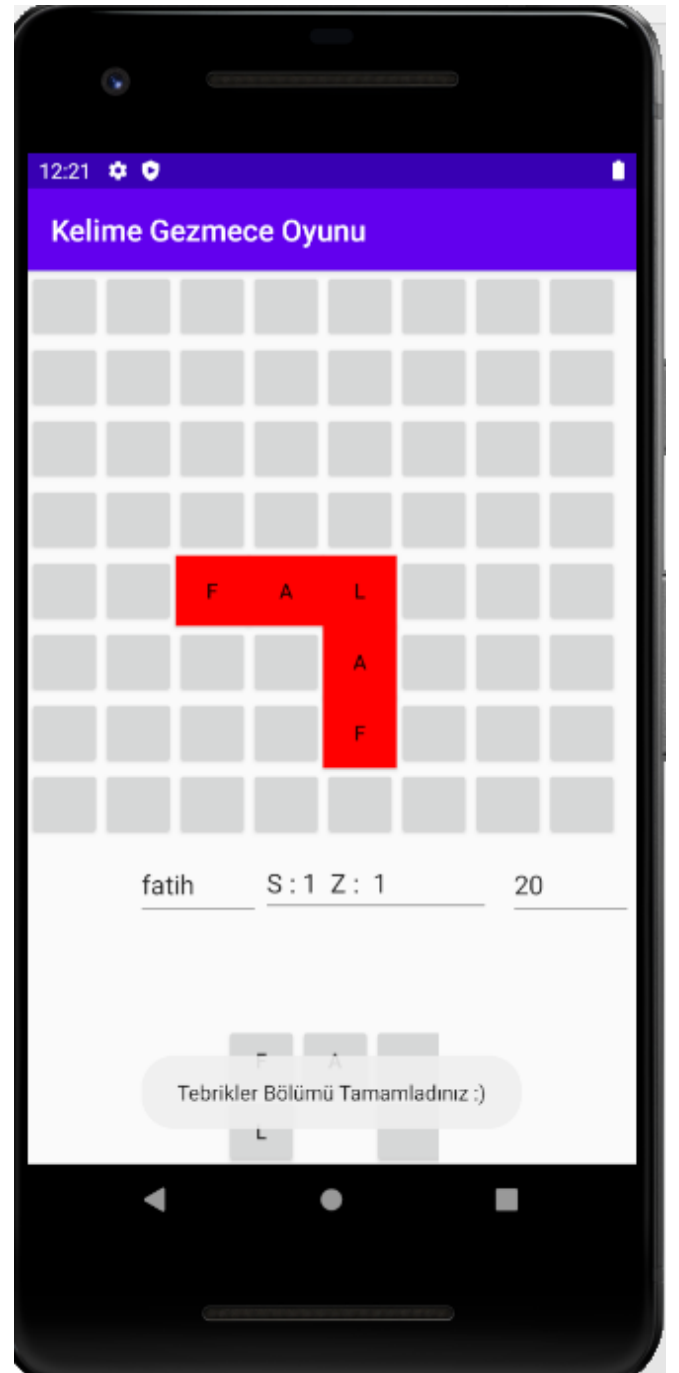 12:21
Kelime Gezmece Oyunu
F A L
A
F
fatih S : 1 Z : 1 20
F A
Tebrikler Bölümü Tamamladınız :)
L